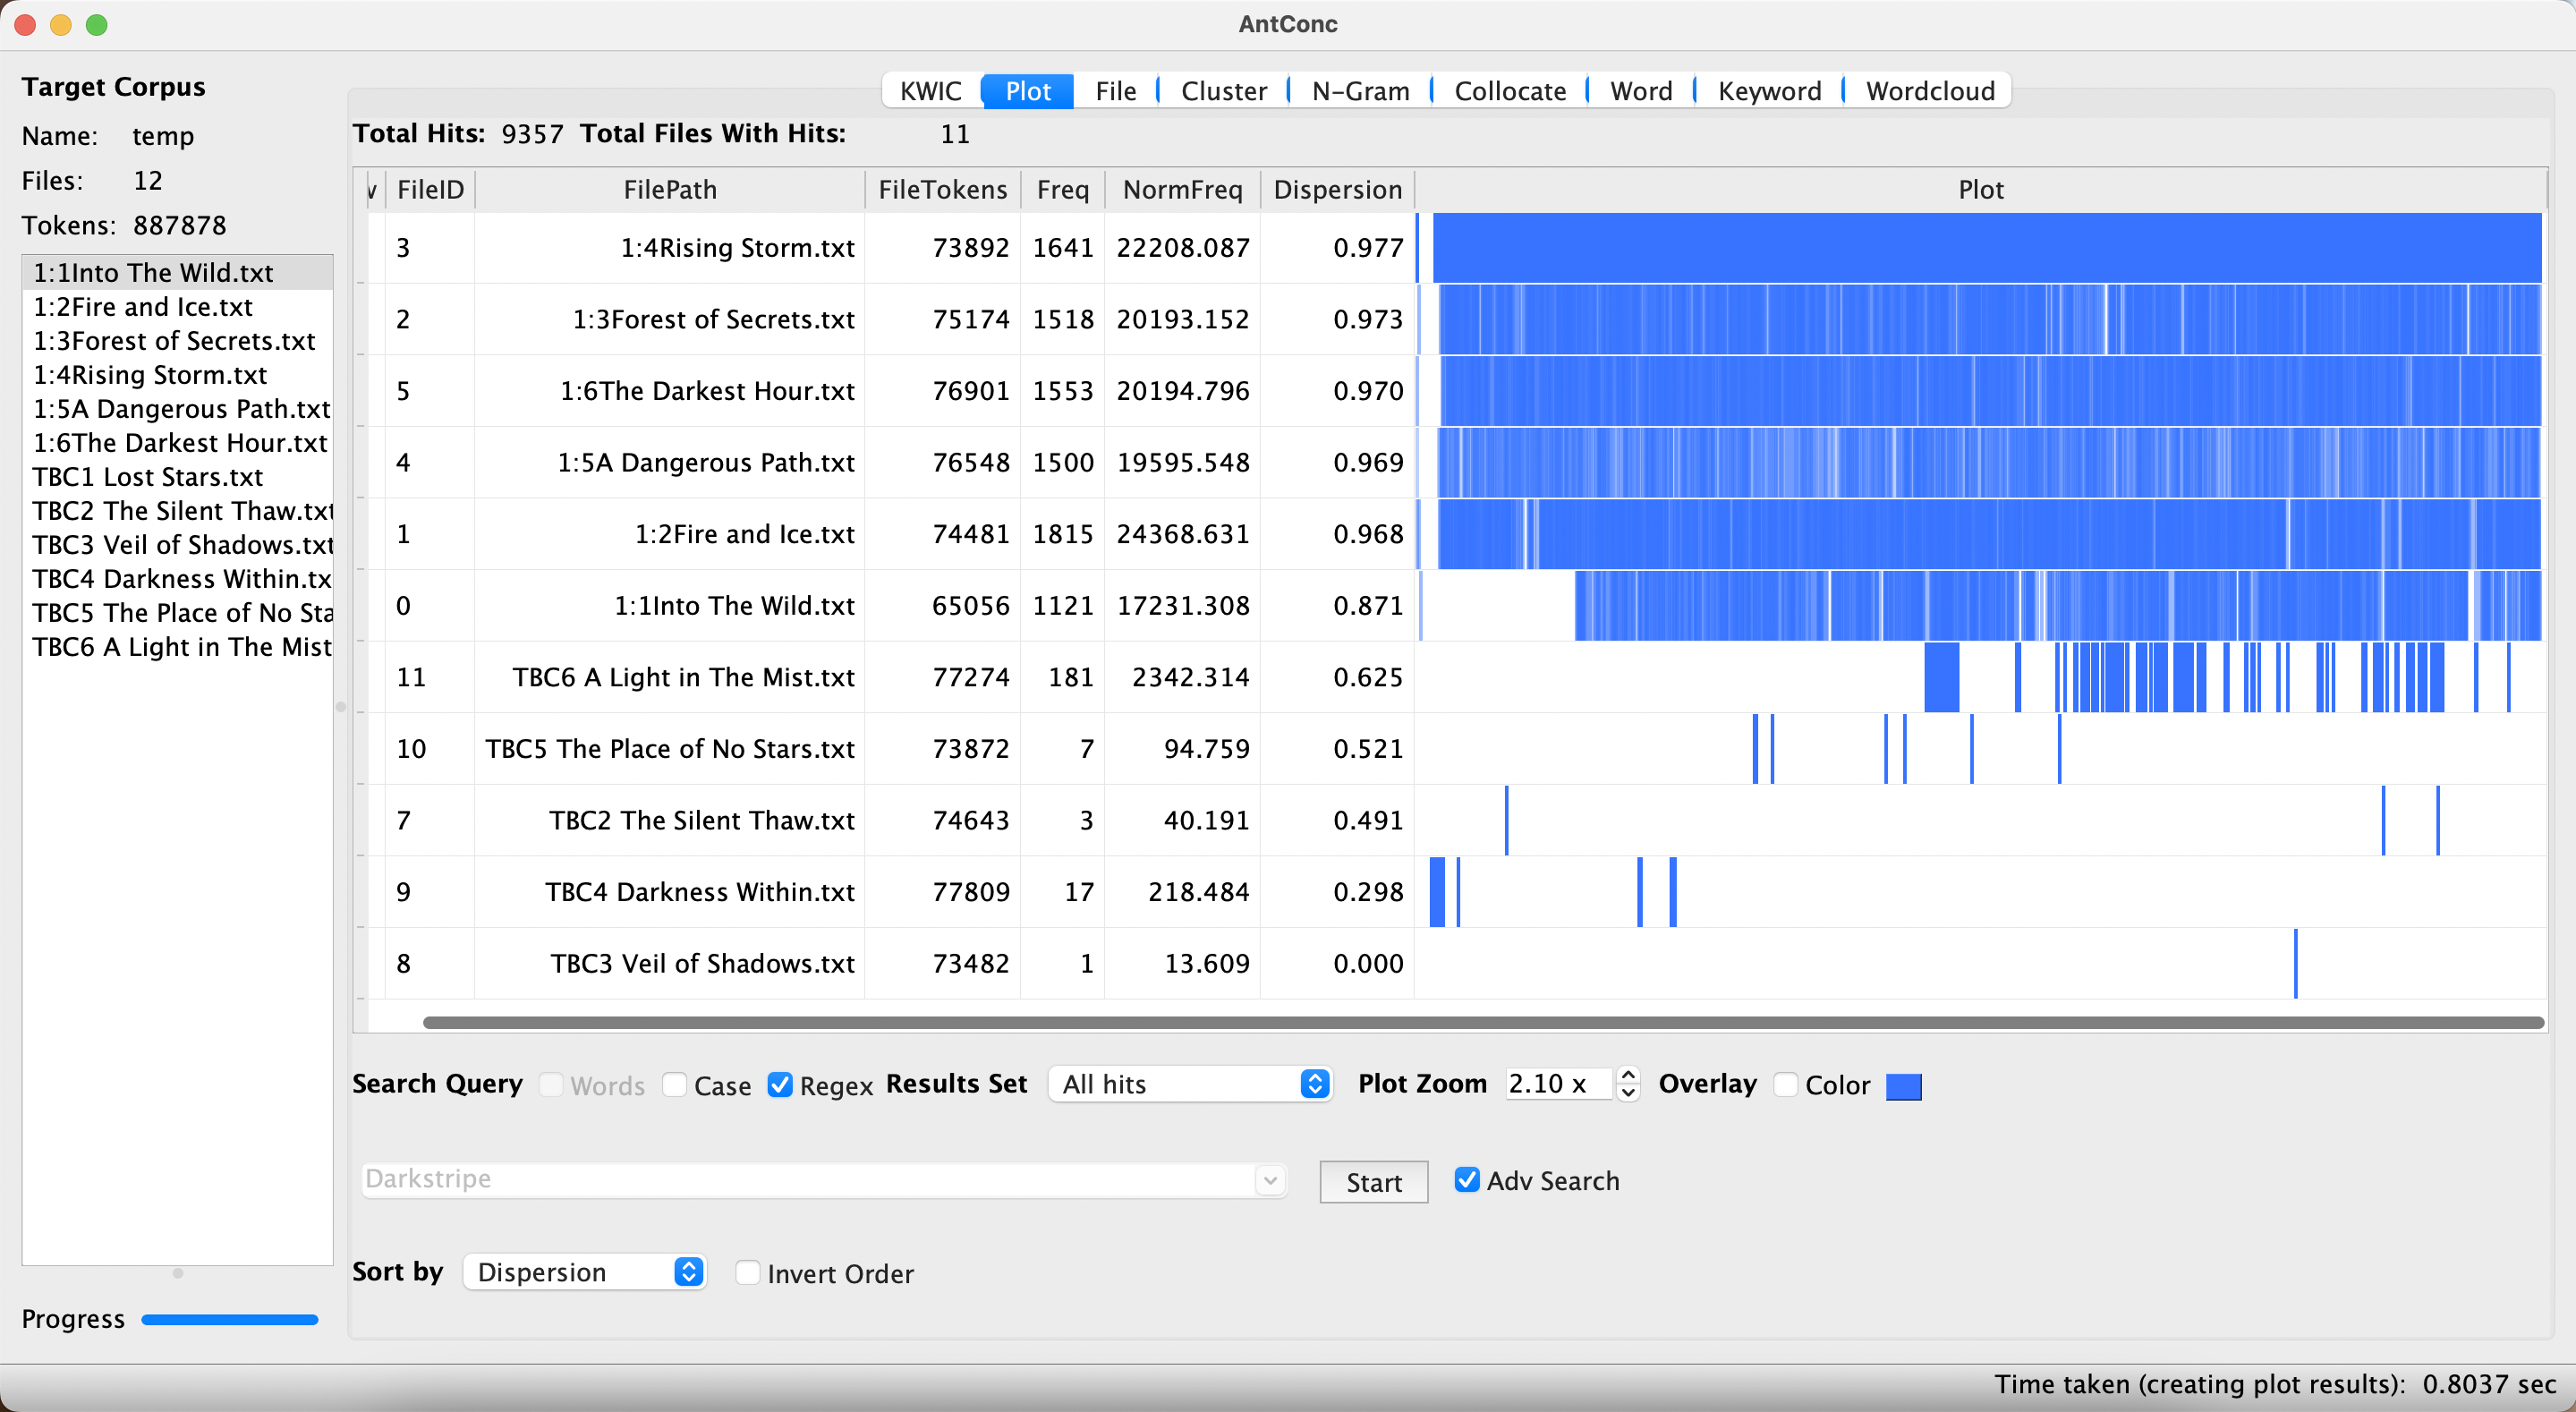 AntConc
Target Corpus
Name: temp
Files: 12
Tokens: 887878
1:1Into The Wild.txt
1:2Fire and Ice.txt
1:3Forest of Secrets.txt
1:4Rising Storm.txt
1:5A Dangerous Path.txt
1:6The Darkest Hour.txt
TBC1 Lost Stars.txt
TBC2 The Silent Thaw.txt
TBC3 Veil of Shadows.txt
TBC4 Darkness Within.tx
TBC5 The Place of No Sta
TBC6 A Light in The Mist
Progress
KWIC Plot File Cluster N-Gram Collocate Word Keyword Wordcloud
Total Hits: 9357 Total Files With Hits: 11
FileID FilePath FileTokens Freq NormFreq Dispersion Plot
3 1:4Rising Storm.txt 73892 1641 22208.087 0.977
2 1:3Forest of Secrets.txt 75174 1518 20193.152 0.973
5 1:6The Darkest Hour.txt 76901 1553 20194.796 0.970
4 1:5A Dangerous Path.txt 76548 1500 19595.548 0.969
1 1:2Fire and Ice.txt 74481 1815 24368.631 0.968
0 1:1Into The Wild.txt 65056 1121 17231.308 0.871
11 TBC6 A Light in The Mist.txt 77274 181 2342.314 0.625
10 TBC5 The Place of No Stars.txt 73872 7 94.759 0.521
7 TBC2 The Silent Thaw.txt 74643 3 40.191 0.491
9 TBC4 Darkness Within.txt 77809 17 218.484 0.298
8 TBC3 Veil of Shadows.txt 73482 1 13.609 0.000
Search Query Words Case Regex Results Set All hits Plot Zoom 2.10 x Overlay Color
Darkstripe Start Adv Search
Sort by Dispersion Invert Order
Time taken (creating plot results): 0.8037 sec